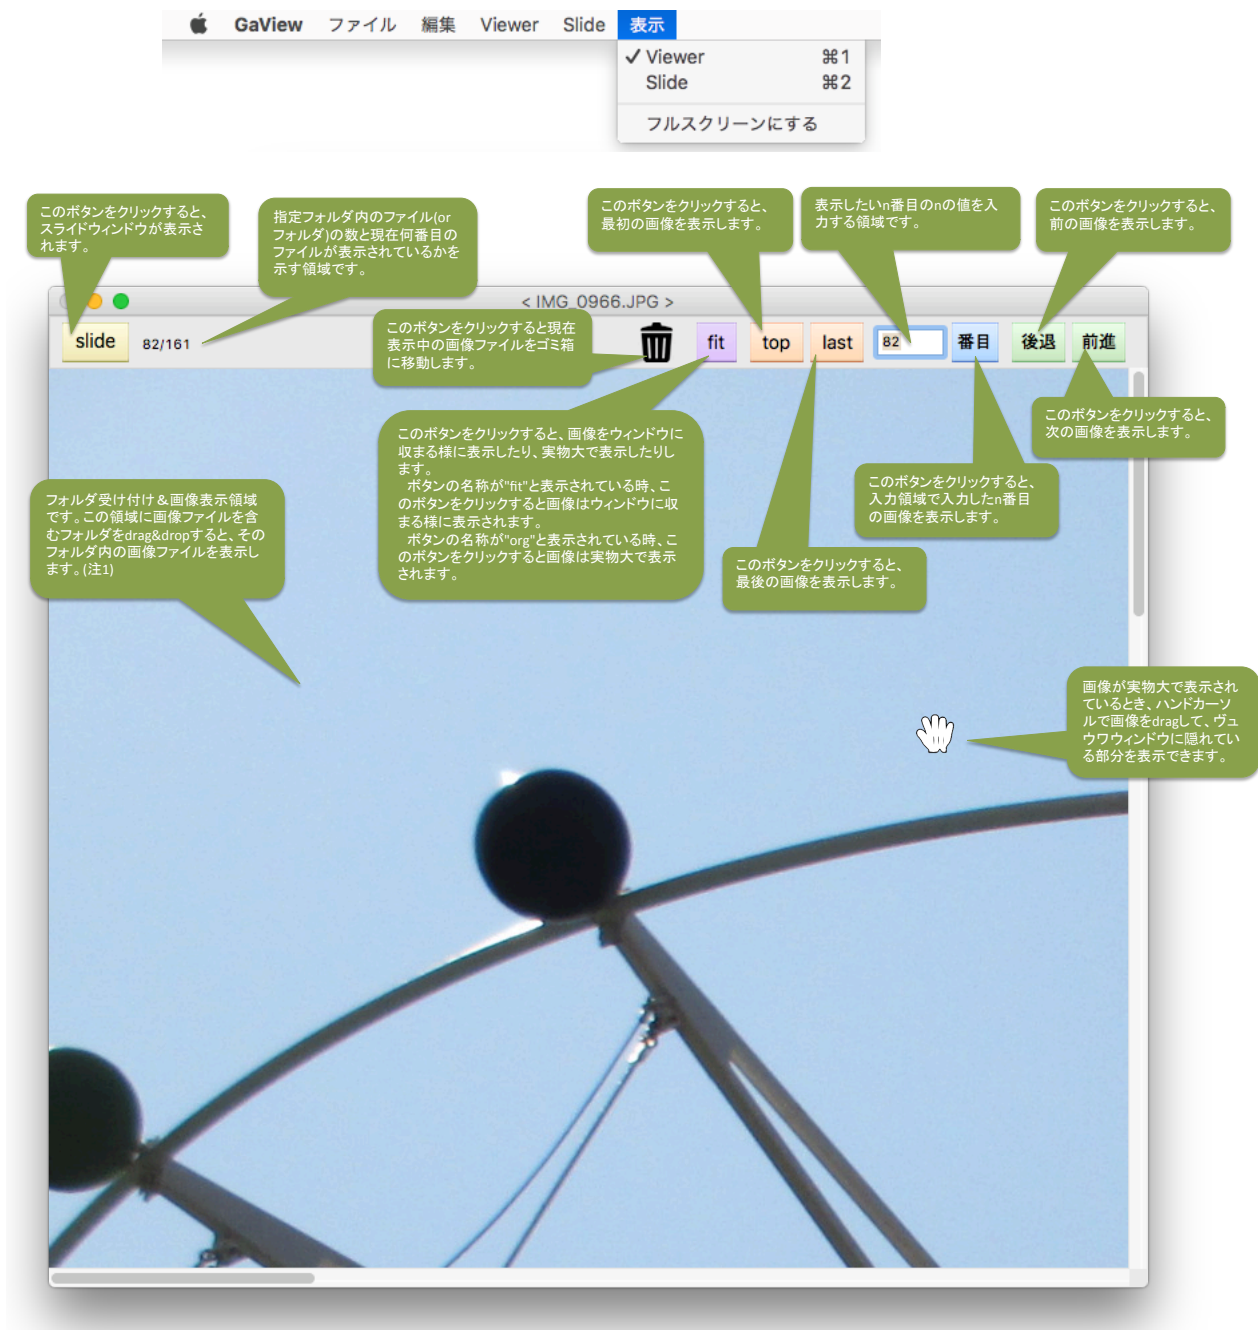 GaView ファイル 編集 Viewer Slide 表示
✓ Viewer ⌘1
Slide ⌘2
フルスクリーンにする
このボタンをクリックすると、
スライドウィンドウが表示さ
れます。
指定フォルダ内のファイル(or
フォルダ)の数と現在何番目の
ファイルが表示されているかを
示す領域です。
このボタンをクリックすると、
最初の画像を表示します。
表示したいn番目のnの値を入
力する領域です。
このボタンをクリックすると、
前の画像を表示します。
< IMG_0966.JPG >
slide 82/161 fit top last 82 番目 後退 前進
このボタンをクリックすると現在
表示中の画像ファイルをゴミ箱
に移動します。
このボタンをクリックすると、
次の画像を表示します。
このボタンをクリックすると、画像をウィンドウに
収まる様に表示したり、実物大で表示したりし
ます。
ボタンの名称が"fit"と表示されている時、こ
のボタンをクリックすると画像はウィンドウに収
まる様に表示されます。
ボタンの名称が"org"と表示されている時、こ
のボタンをクリックすると画像は実物大で表示
されます。
このボタンをクリックすると、
入力領域で入力したn番目
の画像を表示します。
フォルダ受け付け＆画像表示領域
です。この領域に画像ファイルを含
むフォルダをdrag&dropすると、その
フォルダ内の画像ファイルを表示し
ます。(注1)
このボタンをクリックすると、
最後の画像を表示します。
画像が実物大で表示され
ているとき、ハンドカーソ
ルで画像をdragして、ヴュ
ウワウィンドウに隠れてい
る部分を表示できます。